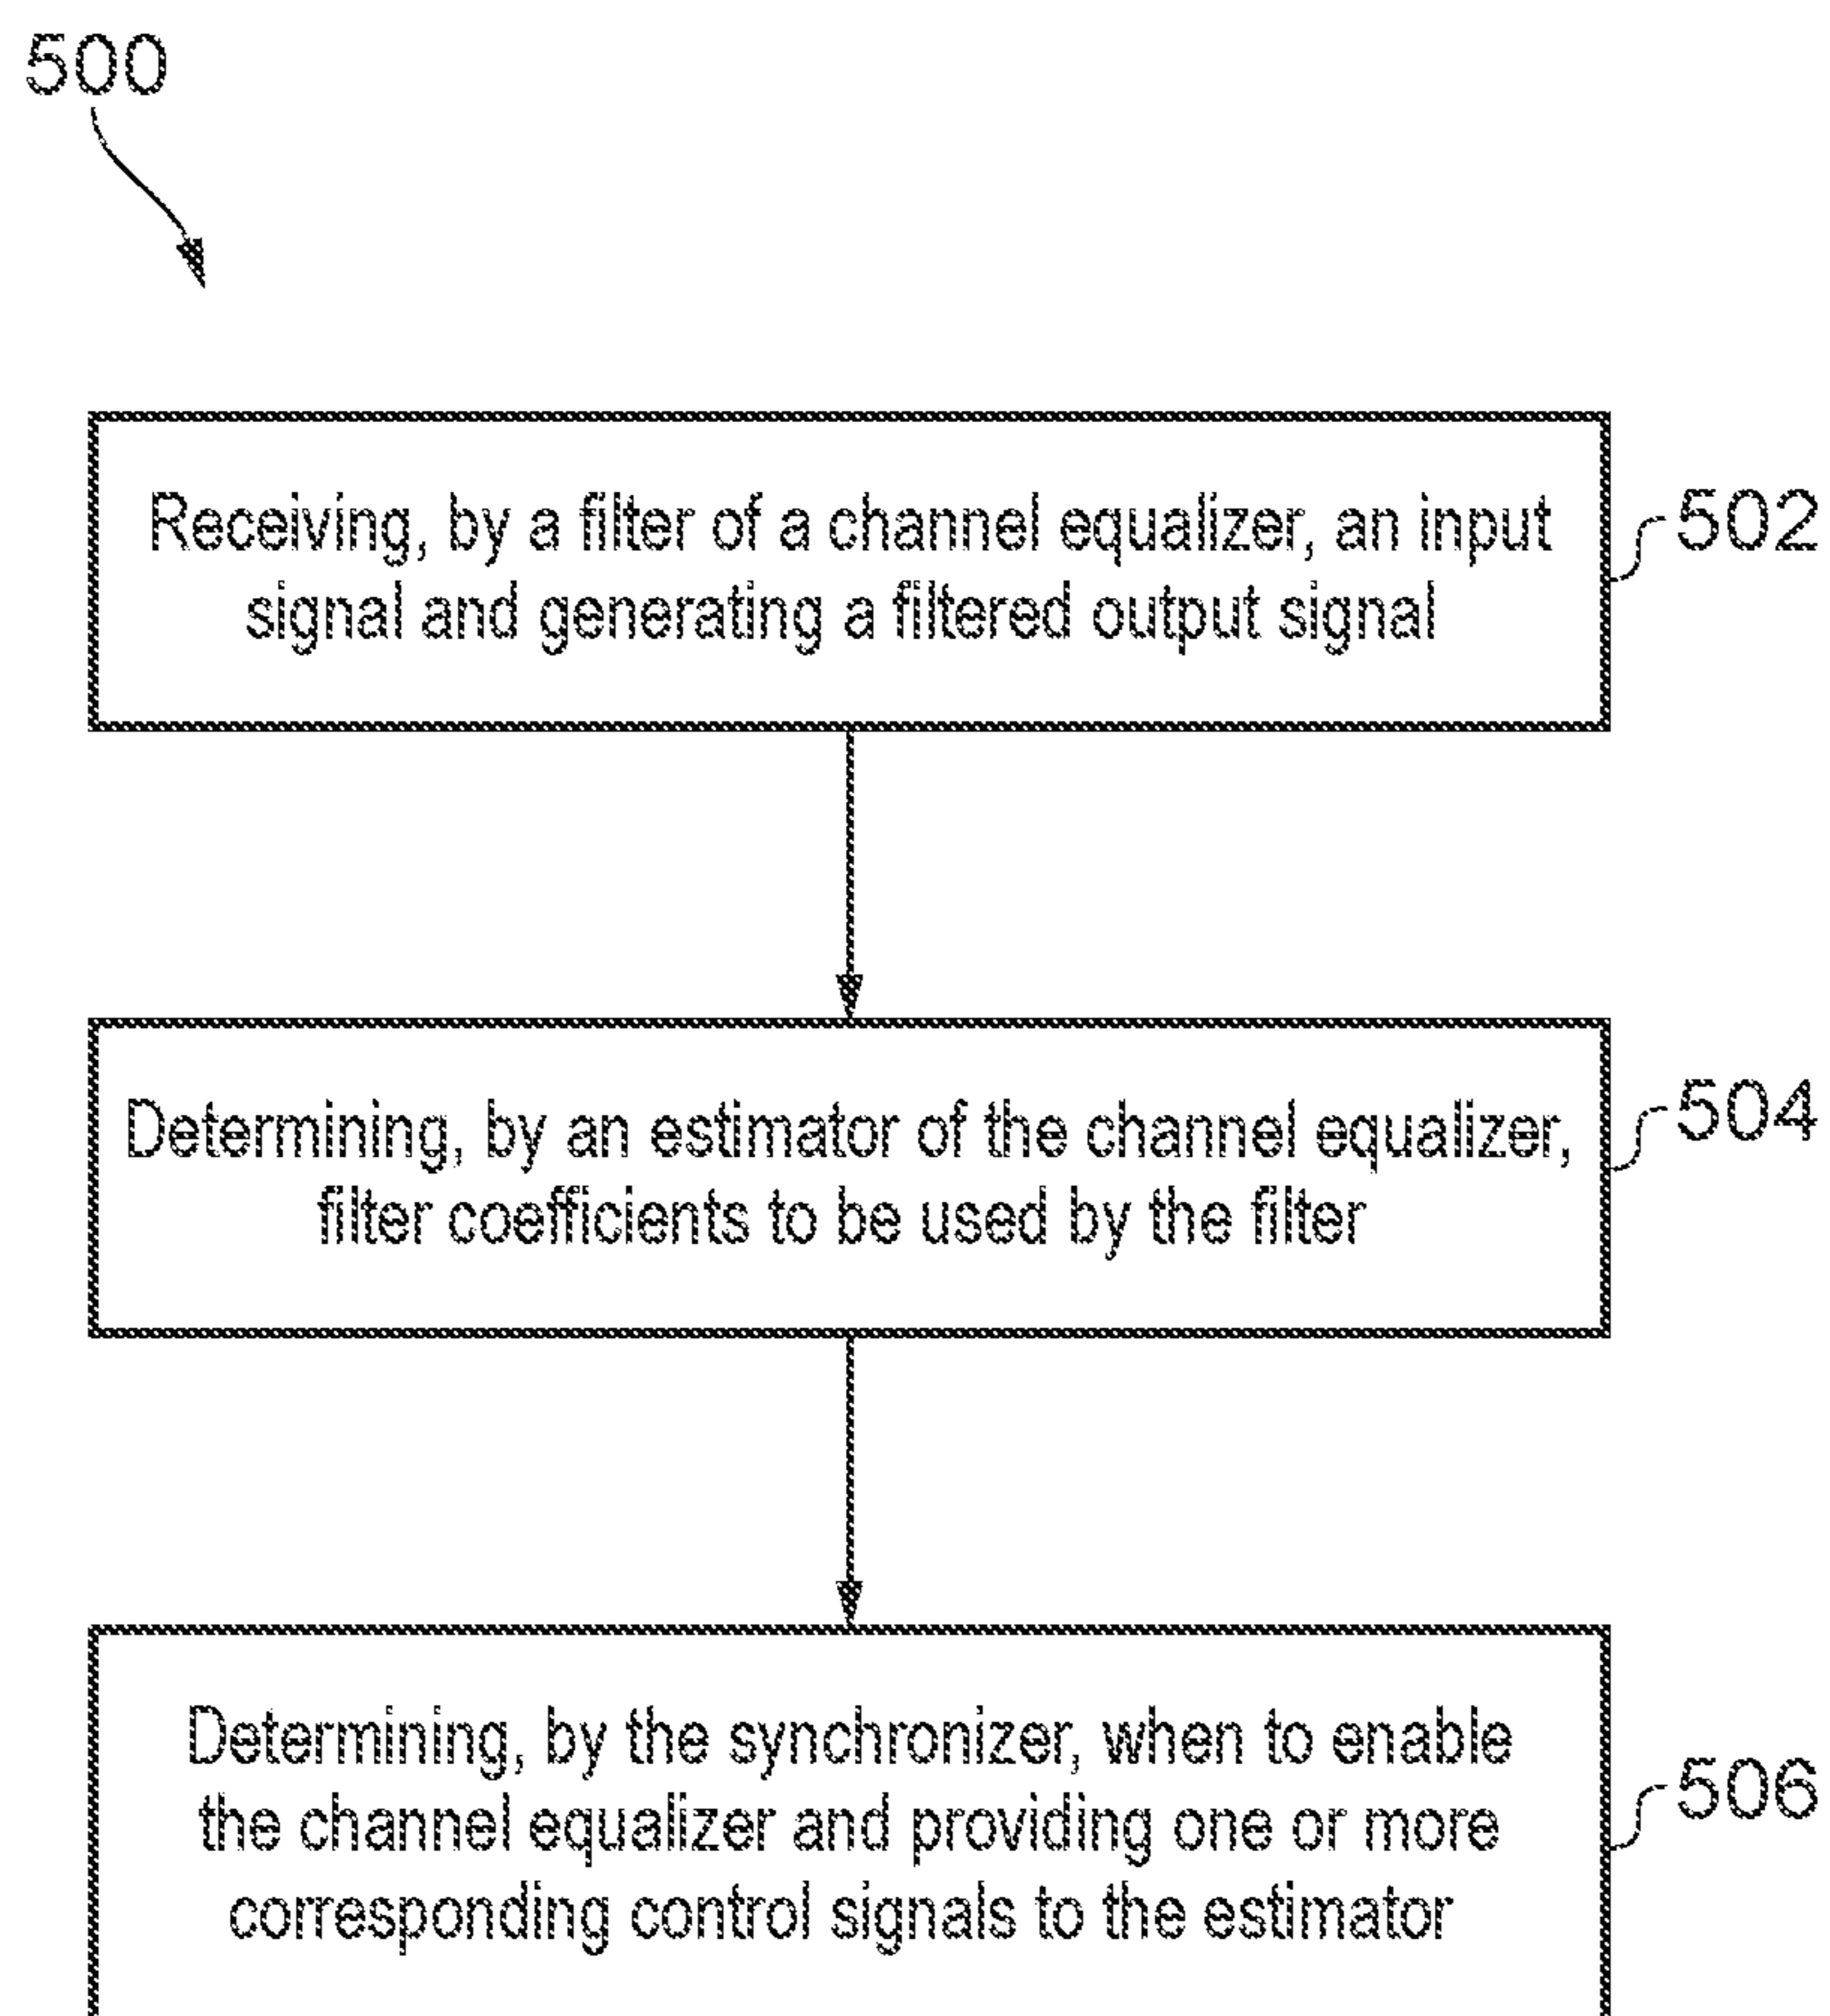 500
Receiving, by a filter of a channel equalizer, an input
signal and generating a filtered output signal
502
Determining, by an estimator of the channel equalizer,
filter coefficients to be used by the filter
504
Determining, by the synchronizer, when to enable
the channel equalizer and providing one or more
corresponding control signals to the estimator
506